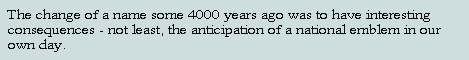 The change of a name some 4000 years ago was to have interesting
consequences - not least, the anticipation of a national emblem in our
own day.